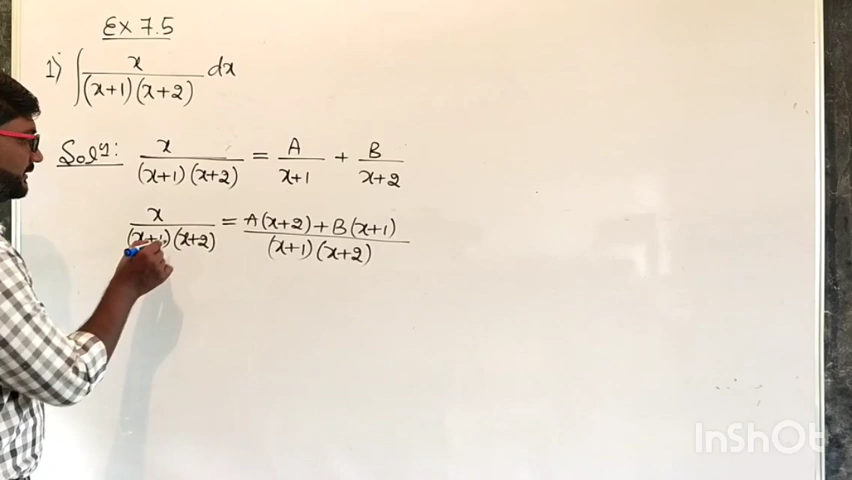 Ex 7.5
1) ∫ x/((x+1)(x+2)) dx
Solⁿ: x/((x+1)(x+2)) = A/(x+1) + B/(x+2)
x/((x+1)(x+2)) = (A(x+2)+B(x+1))/((x+1)(x+2))
InShOt